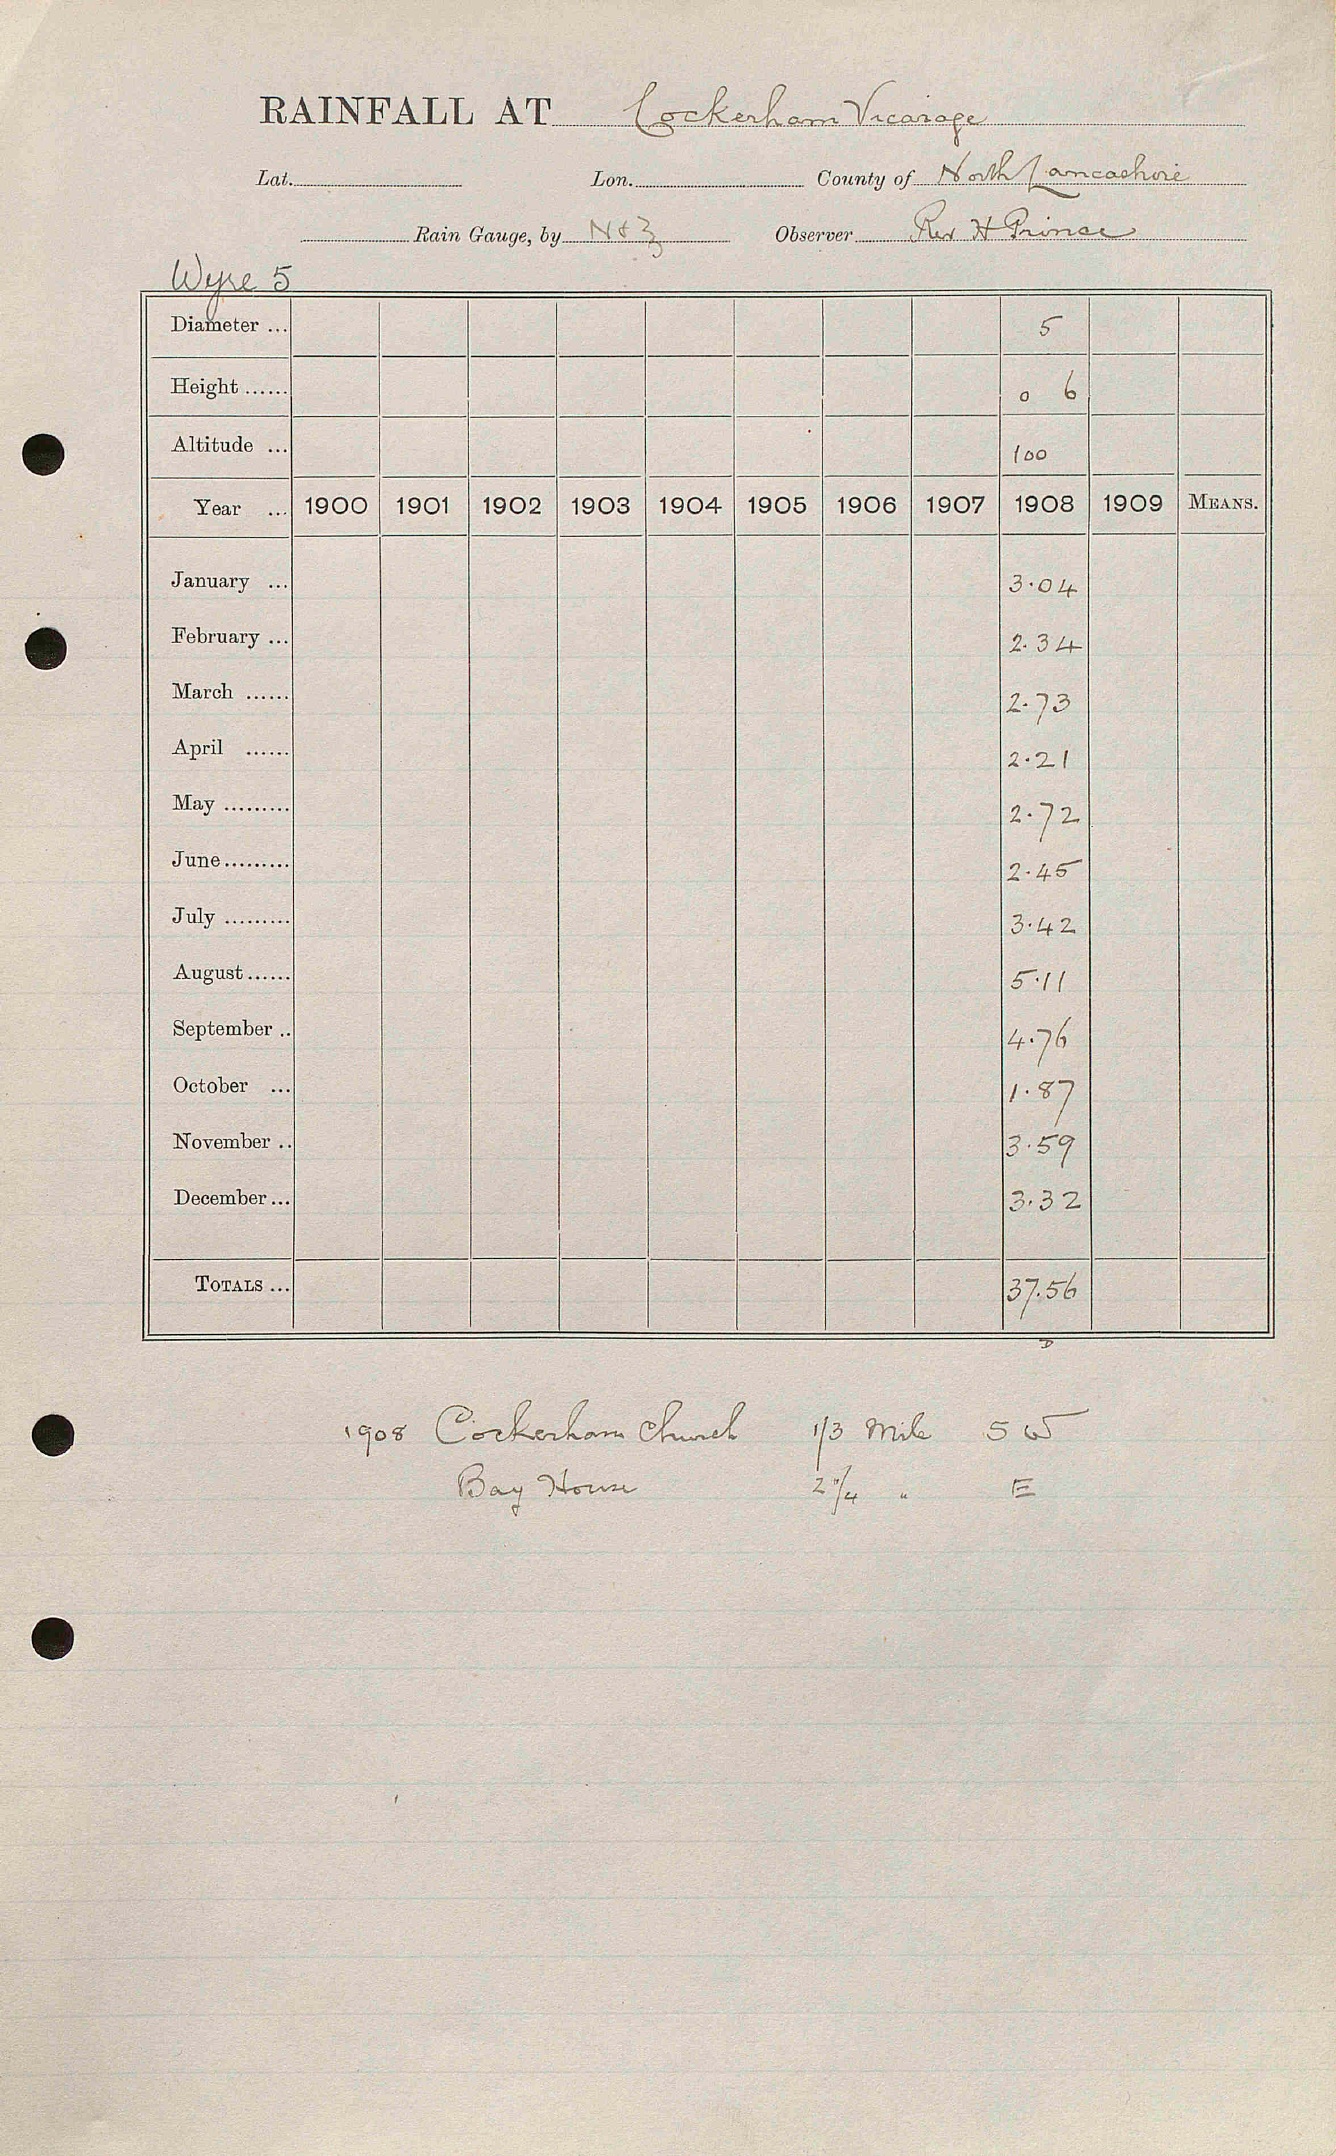 RAINFALL AT Cockerham Vicarage
Lat. Lon. County of North Lancashire
Rain Gauge, by N & Z Observer Rev H Prince
Wyre 5
Diameter ... 5
Height ...... 0 6
Altitude ... 100
Year ... 1900 1901 1902 1903 1904 1905 1906 1907 1908 1909 MEANS.
January ... 3.04
February ... 2.34
March ...... 2.73
April ...... 2.21
May ......... 2.72
June......... 2.45
July ......... 3.42
August ...... 5.11
September .. 4.76
October ... 1.87
November .. 3.59
December ... 3.32
TOTALS ... 37.56
D
1908 Cockerham Church 1/3 Mile SW
Bay House " E